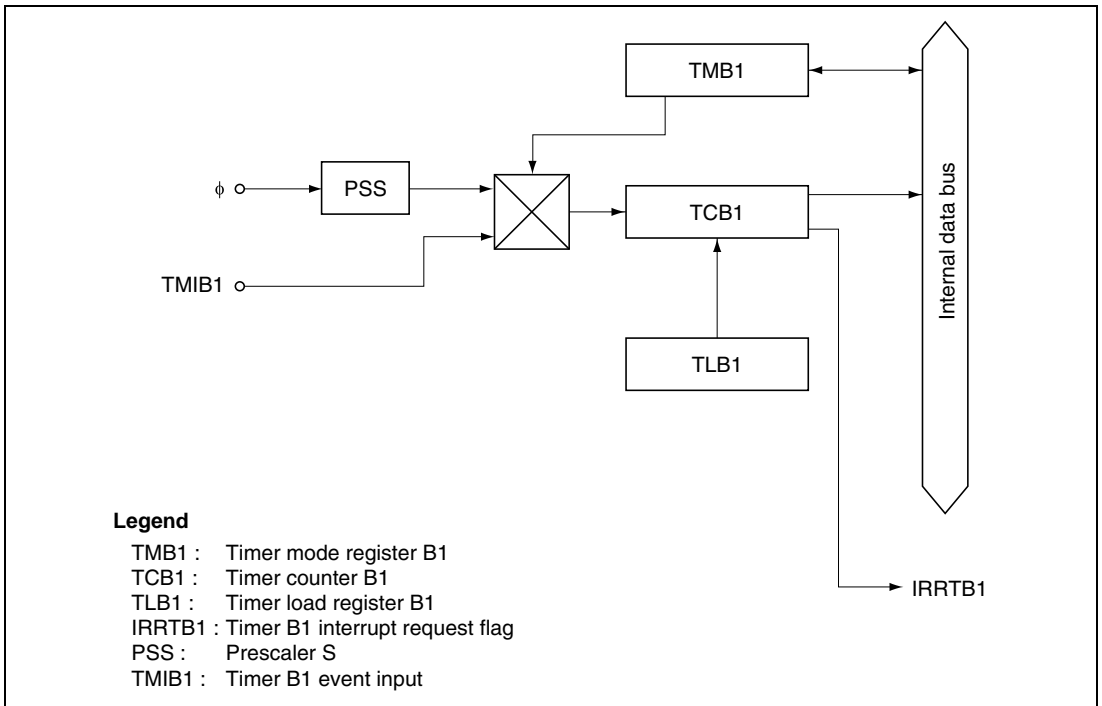 TMB1
φ
PSS
TCB1
TMIB1
TLB1
Internal data bus
IRRTB1
Legend
TMB1 : Timer mode register B1
TCB1 : Timer counter B1
TLB1 : Timer load register B1
IRRTB1 : Timer B1 interrupt request flag
PSS : Prescaler S
TMIB1 : Timer B1 event input